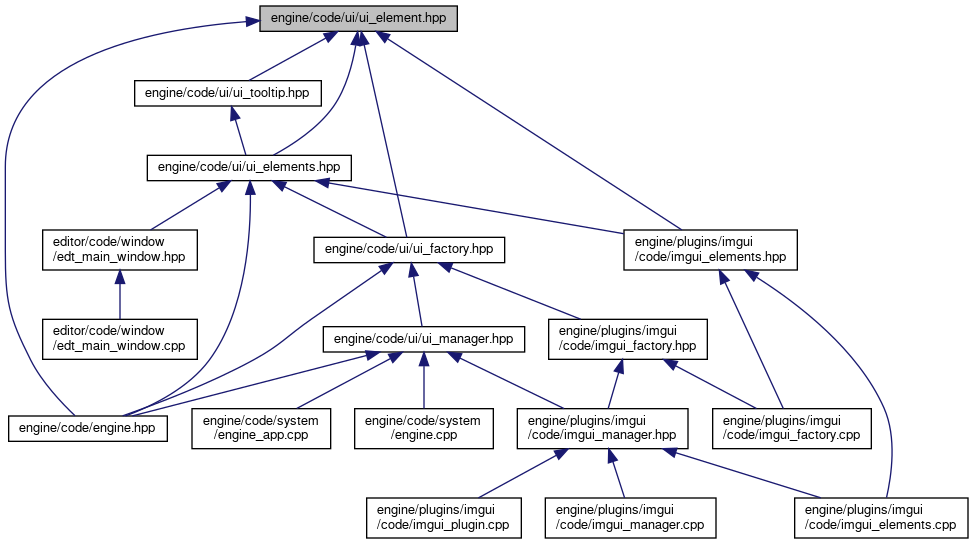 engine/code/ui/ui_element.hpp
engine/code/ui/ui_tooltip.hpp
engine/code/ui/ui_elements.hpp
editor/code/window
/edt_main_window.hpp
engine/code/ui/ui_factory.hpp
engine/plugins/imgui
/code/imgui_elements.hpp
editor/code/window
/edt_main_window.cpp
engine/code/ui/ui_manager.hpp
engine/plugins/imgui
/code/imgui_factory.hpp
engine/code/engine.hpp
engine/code/system
/engine_app.cpp
engine/code/system
/engine.cpp
engine/plugins/imgui
/code/imgui_manager.hpp
engine/plugins/imgui
/code/imgui_factory.cpp
engine/plugins/imgui
/code/imgui_plugin.cpp
engine/plugins/imgui
/code/imgui_manager.cpp
engine/plugins/imgui
/code/imgui_elements.cpp